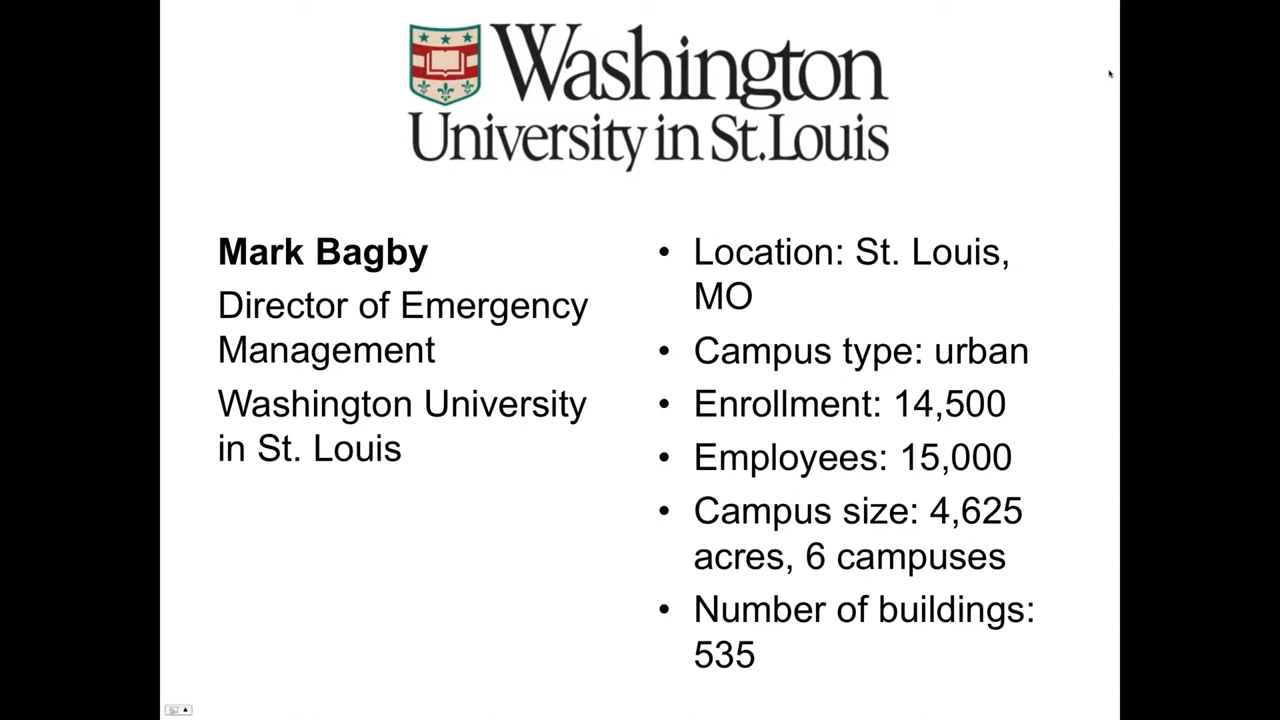 Washington
University in St.Louis
Mark Bagby
Director of Emergency
Management
Washington University
in St. Louis
• Location: St. Louis,
MO
• Campus type: urban
• Enrollment: 14,500
• Employees: 15,000
• Campus size: 4,625
acres, 6 campuses
• Number of buildings:
535